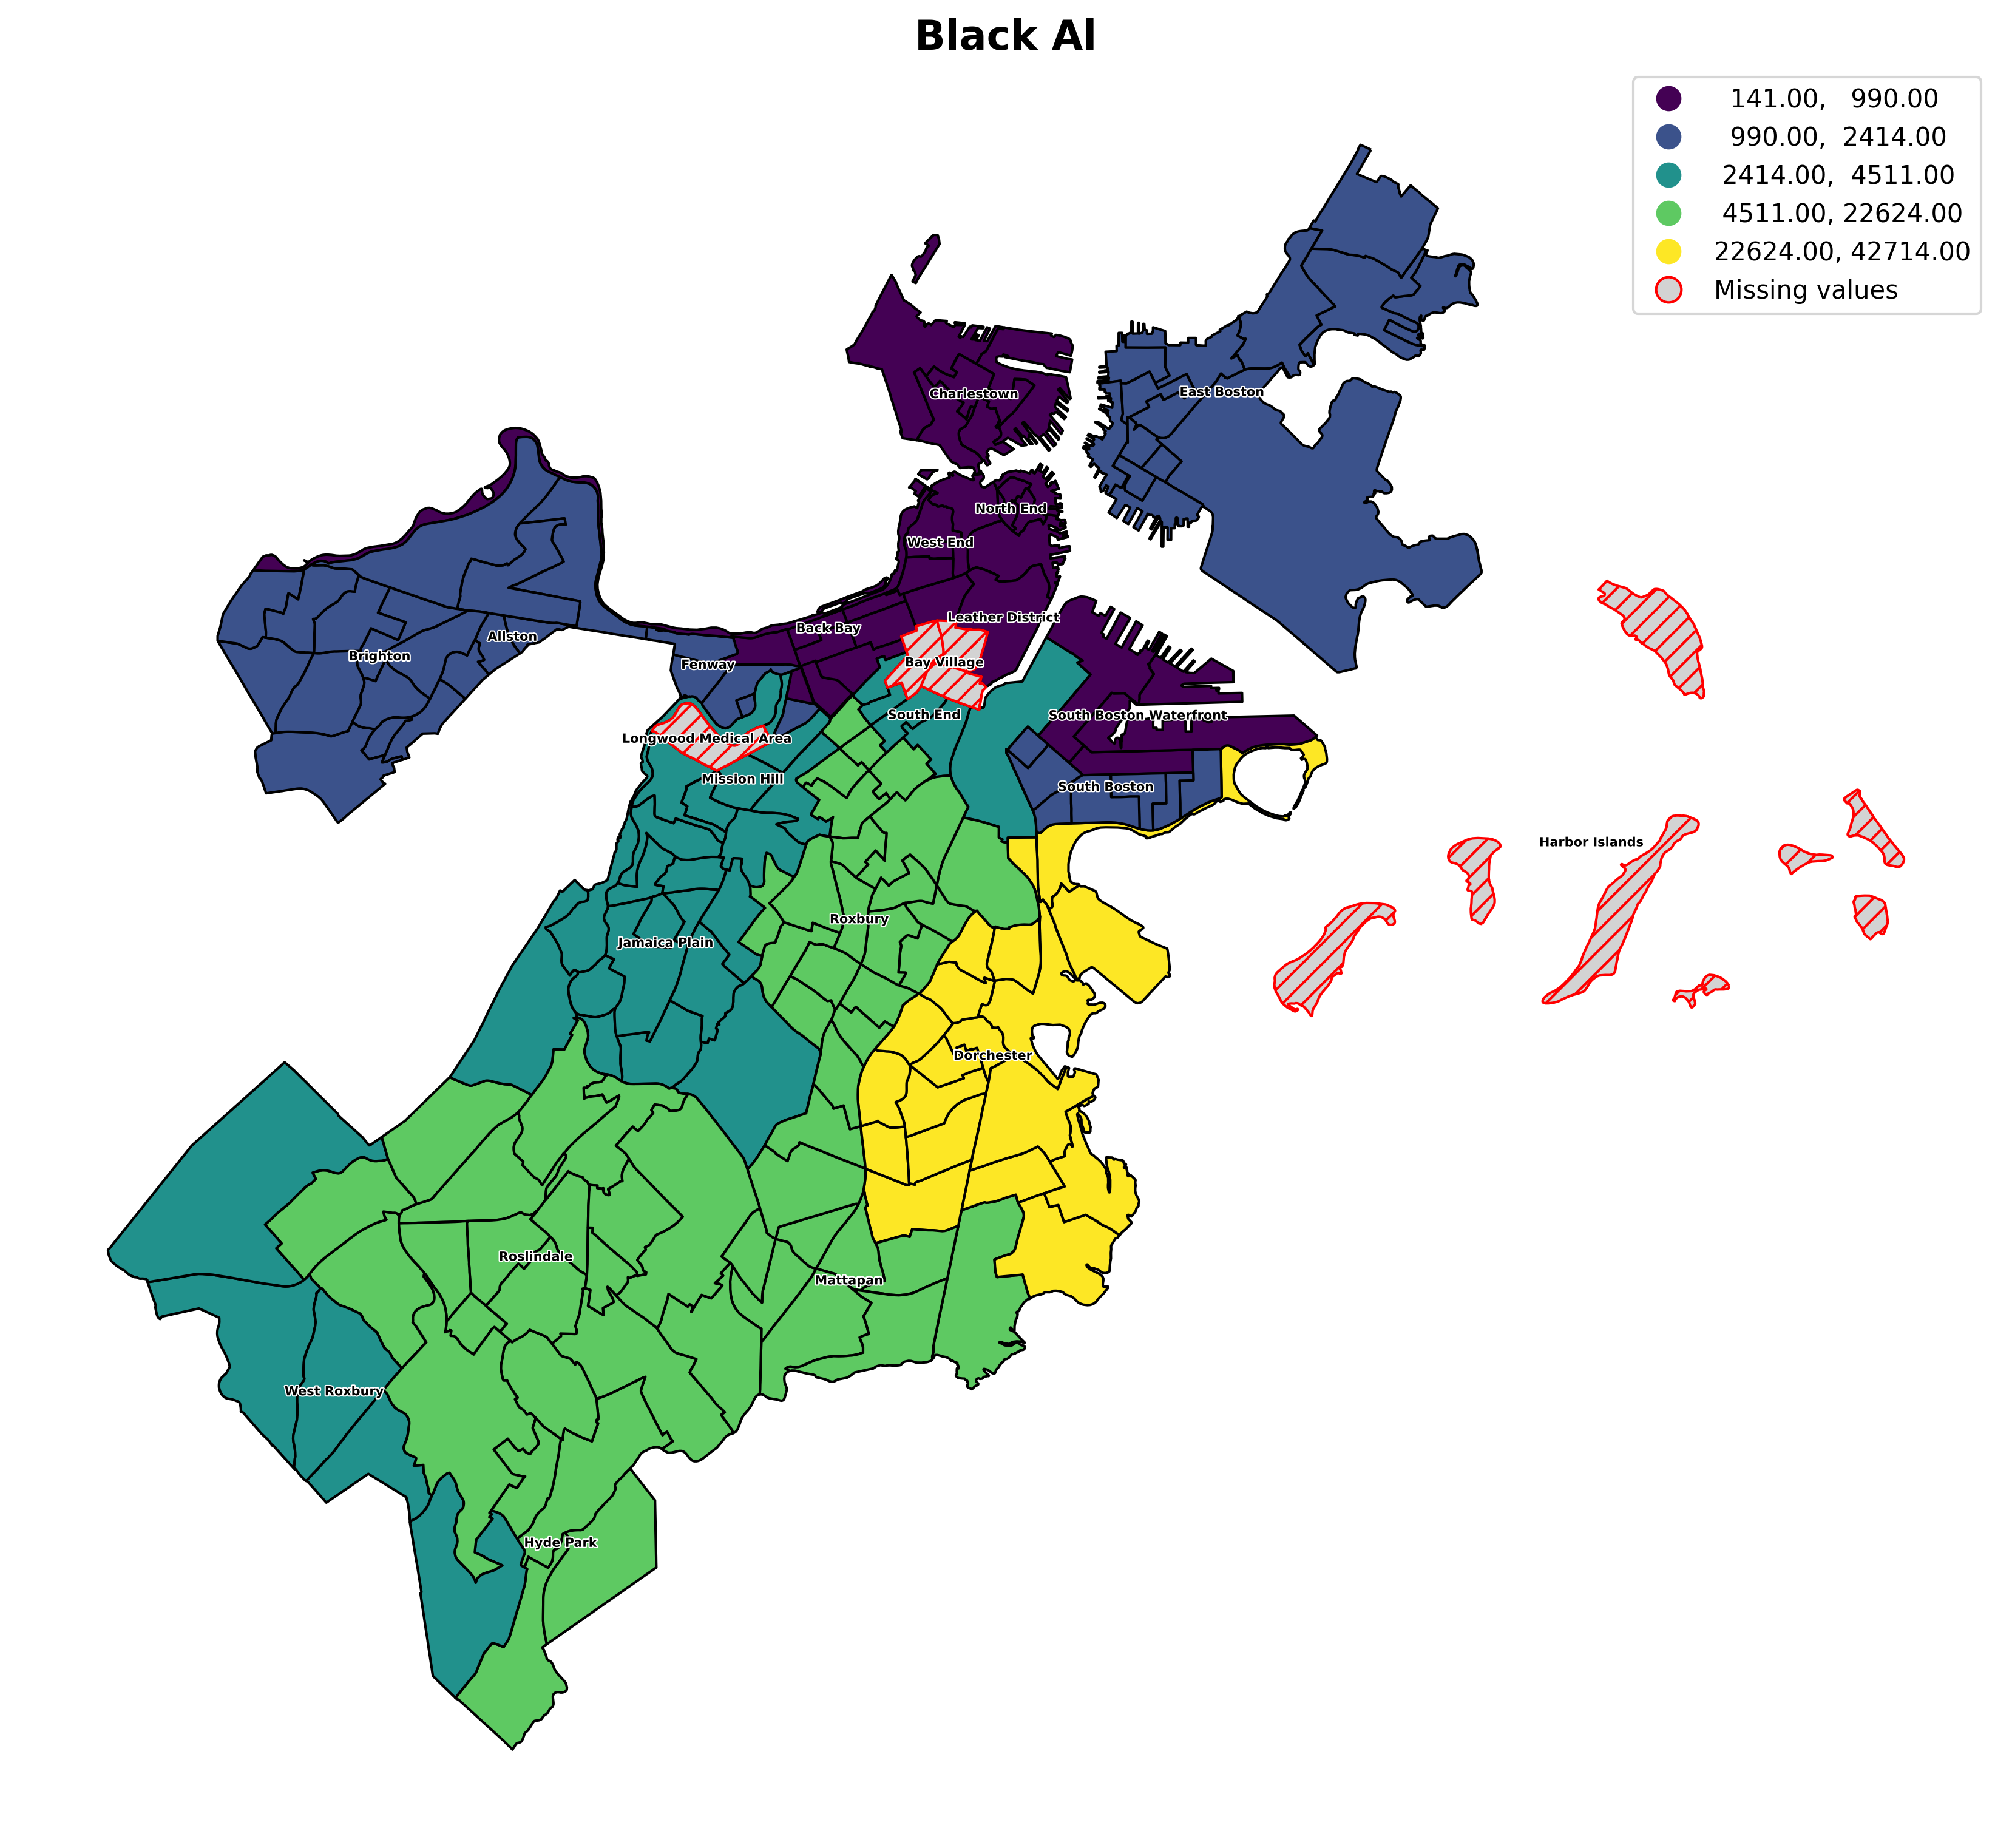 Black Al
141.00, 990.00
990.00, 2414.00
2414.00, 4511.00
4511.00, 22624.00
22624.00, 42714.00
Missing values
Charlestown
East Boston
North End
West End
Leather District
Back Bay
Allston
Brighton
Fenway
Bay Village
South End
South Boston Waterfront
Longwood Medical Area
Mission Hill
South Boston
Harbor Islands
Roxbury
Jamaica Plain
Dorchester
Roslindale
Mattapan
West Roxbury
Hyde Park